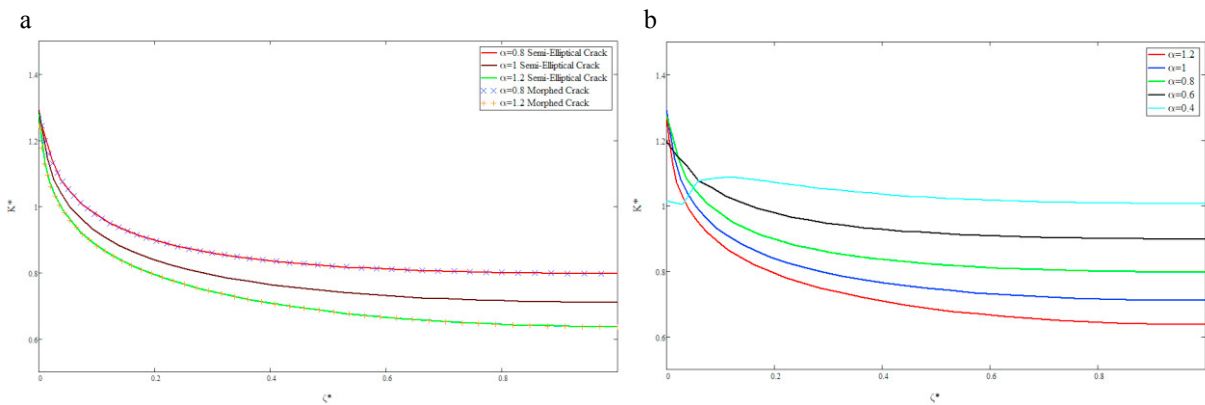 a
α=0.8 Semi-Elliptical Crack
α=1 Semi-Elliptical Crack
α=1.2 Semi-Elliptical Crack
α=0.8 Morphed Crack
α=1.2 Morphed Crack
1.4
1.2
1
0.8
0.6
K*
0
0.2
0.4
0.6
0.8
ζ*
b
α=1.2
α=1
α=0.8
α=0.6
α=0.4
1.4
1.2
1
0.8
0.6
K*
0
0.2
0.4
0.6
0.8
ζ*